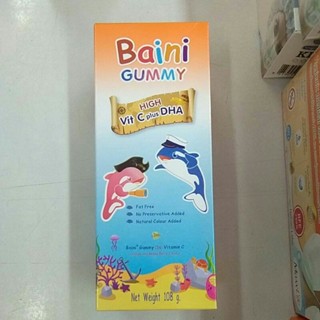 Baini
GUMMY
HIGH
Vit C plus DHA
Fat Free
No Preservative Added
Natural Colour Added
Net Weight 108 g.